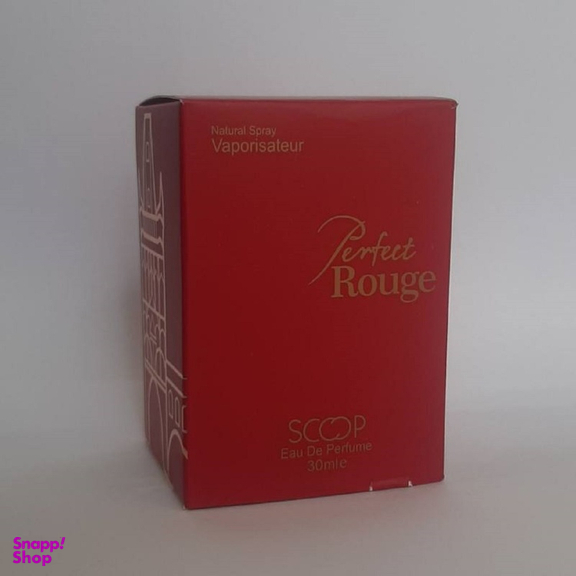 Natural Spray
Vaporisateur
Perfect
Rouge
SCOOP
Eau De Perfume
30ml℮
Snapp!
Shop